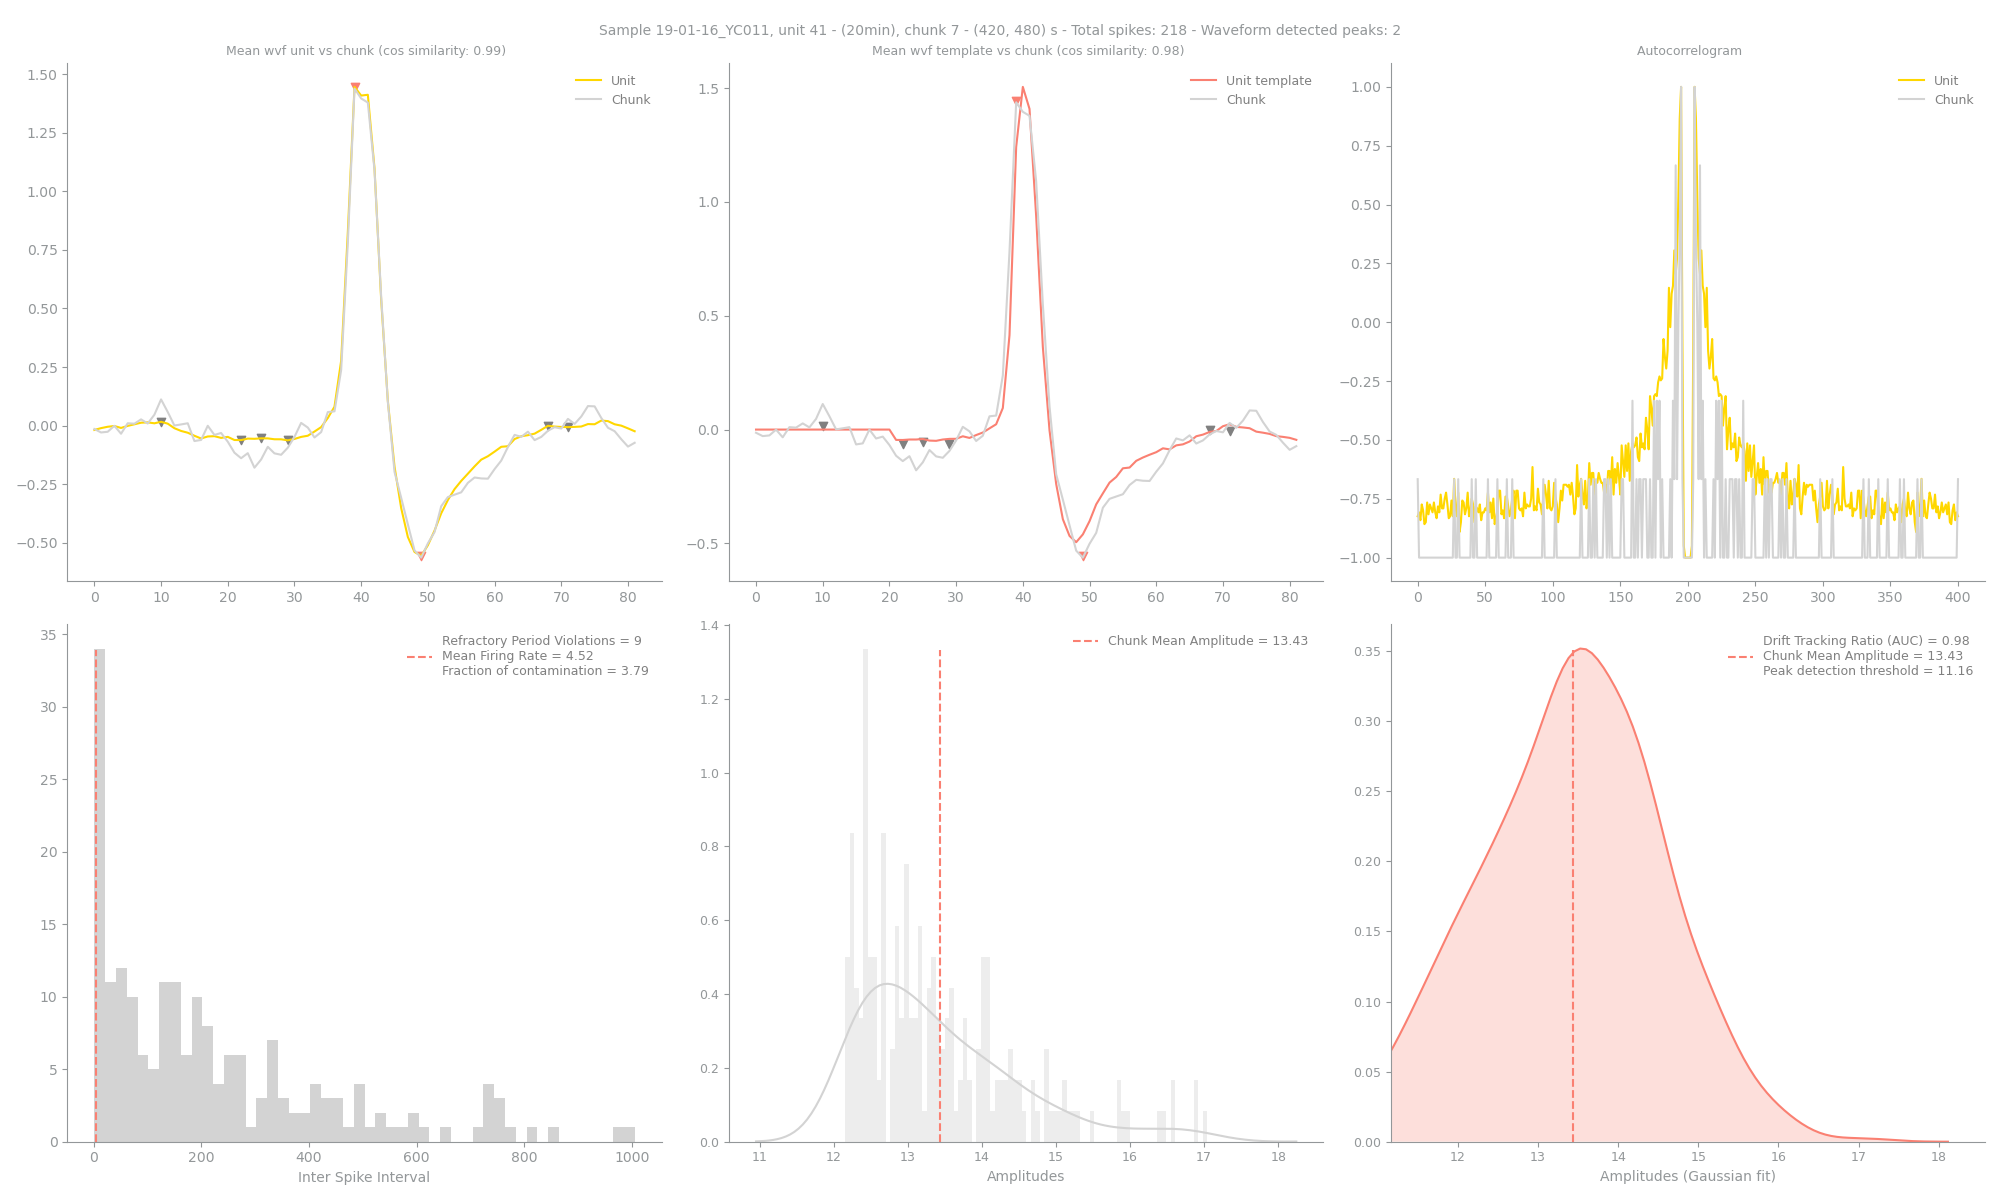 Sample 19-01-16_YC011, unit 41 - (20min), chunk 7 - (420, 480) s - Total spikes: 218 - Waveform detected peaks: 2
Mean wvf unit vs chunk (cos similarity: 0.99)
Unit
Chunk
1.50
1.25
1.00
0.75
0.50
0.25
0.00
−0.25
−0.50
0 10 20 30 40 50 60 70 80
Mean wvf template vs chunk (cos similarity: 0.98)
Unit template
Chunk
1.5
1.0
0.5
0.0
−0.5
0 10 20 30 40 50 60 70 80
Autocorrelogram
Unit
Chunk
1.00
0.75
0.50
0.25
0.00
−0.25
−0.50
−0.75
−1.00
0 50 100 150 200 250 300 350 400
Refractory Period Violations = 9
Mean Firing Rate = 4.52
Fraction of contamination = 3.79
35
30
25
20
15
10
5
0
0 200 400 600 800 1000
Inter Spike Interval
Chunk Mean Amplitude = 13.43
1.4
1.2
1.0
0.8
0.6
0.4
0.2
0.0
11 12 13 14 15 16 17 18
Amplitudes
Drift Tracking Ratio (AUC) = 0.98
Chunk Mean Amplitude = 13.43
Peak detection threshold = 11.16
0.35
0.30
0.25
0.20
0.15
0.10
0.05
0.00
12 13 14 15 16 17 18
Amplitudes (Gaussian fit)